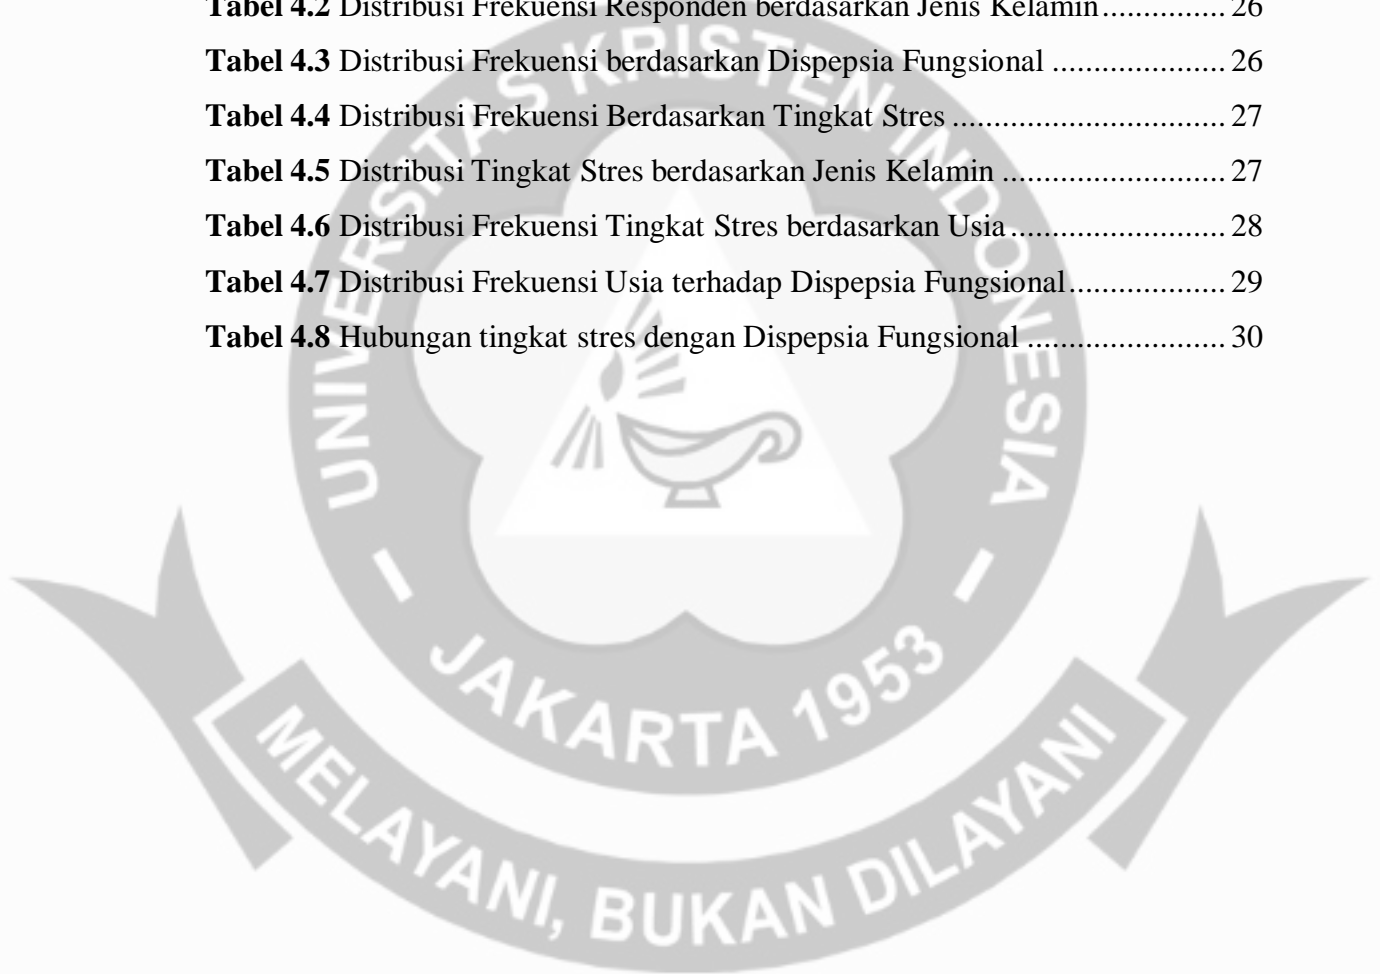 Tabel 4.2 Distribusi Frekuensi Responden berdasarkan Jenis Kelamin................ 26
Tabel 4.3 Distribusi Frekuensi berdasarkan Dispepsia Fungsional ...................... 26
Tabel 4.4 Distribusi Frekuensi Berdasarkan Tingkat Stres ................................... 27
Tabel 4.5 Distribusi Tingkat Stres berdasarkan Jenis Kelamin ............................ 27
Tabel 4.6 Distribusi Frekuensi Tingkat Stres berdasarkan Usia ........................... 28
Tabel 4.7 Distribusi Frekuensi Usia terhadap Dispepsia Fungsional .................... 29
Tabel 4.8 Hubungan tingkat stres dengan Dispepsia Fungsional ......................... 30
UNIVERSITAS KRISTEN INDONESIA
JAKARTA 1953
MELAYANI, BUKAN DILAYANI